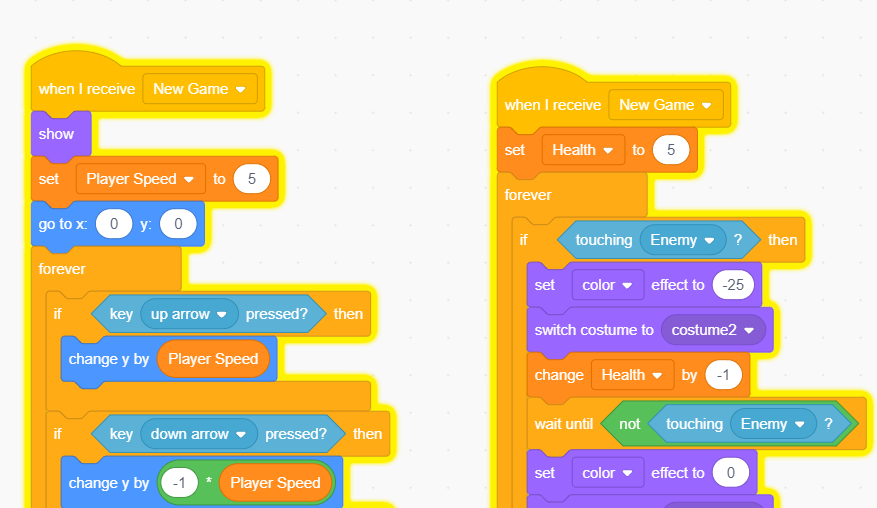 when I receive New Game
show
set Player Speed to 5
go to x: 0 y: 0
forever
if key up arrow pressed? then
change y by Player Speed
if key down arrow pressed? then
change y by -1 * Player Speed
when I receive New Game
set Health to 5
forever
if touching Enemy ? then
set color effect to -25
switch costume to costume2
change Health by -1
wait until not touching Enemy ?
set color effect to 0